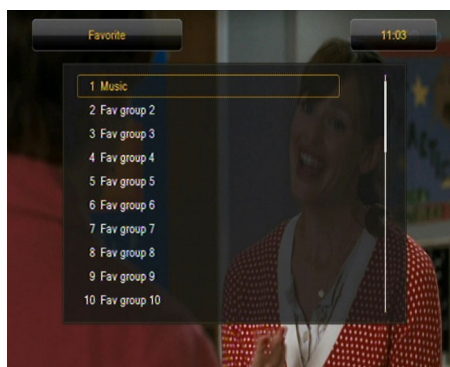 Favorite
11:03
1 Music
2 Fav group 2
3 Fav group 3
4 Fav group 4
5 Fav group 5
6 Fav group 6
7 Fav group 7
8 Fav group 8
9 Fav group 9
10 Fav group 10